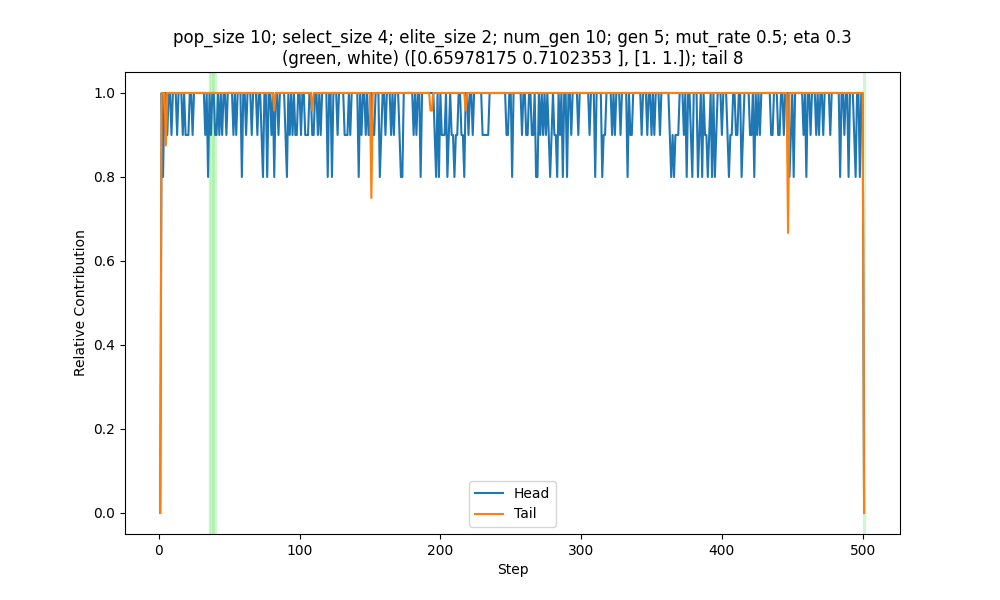 pop_size 10; select_size 4; elite_size 2; num_gen 10; gen 5; mut_rate 0.5; eta 0.3
(green, white) ([0.65978175 0.7102353 ], [1. 1.]); tail 8
1.0
0.8
0.6
0.4
0.2
0.0
Relative Contribution
Head
Tail
0
100
200
300
400
500
Step